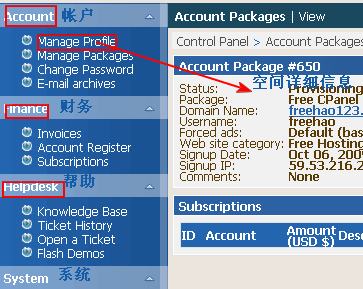 Account 帐户
Manage Profile
Manage Packages
Change Password
E-mail archives
Finance 财务
Invoices
Account Register
Subscriptions
Helpdesk 帮助
Knowledge Base
Ticket History
Open a Ticket
Flash Demos
System 系统
Account Packages | View
Control Panel > Account Packages
Account Package #650
空间详细信息
Status: Provisioning
Package: Free CPanel
Domain Name: freehao123.
Username: freehao
Forced ads: Default (bas
Web site category: Free Hosting
Signup Date: Oct 06, 2009
Signup IP: 59.53.216.2
Comments: None
Subscriptions
ID Account Amount (USD $) Desc